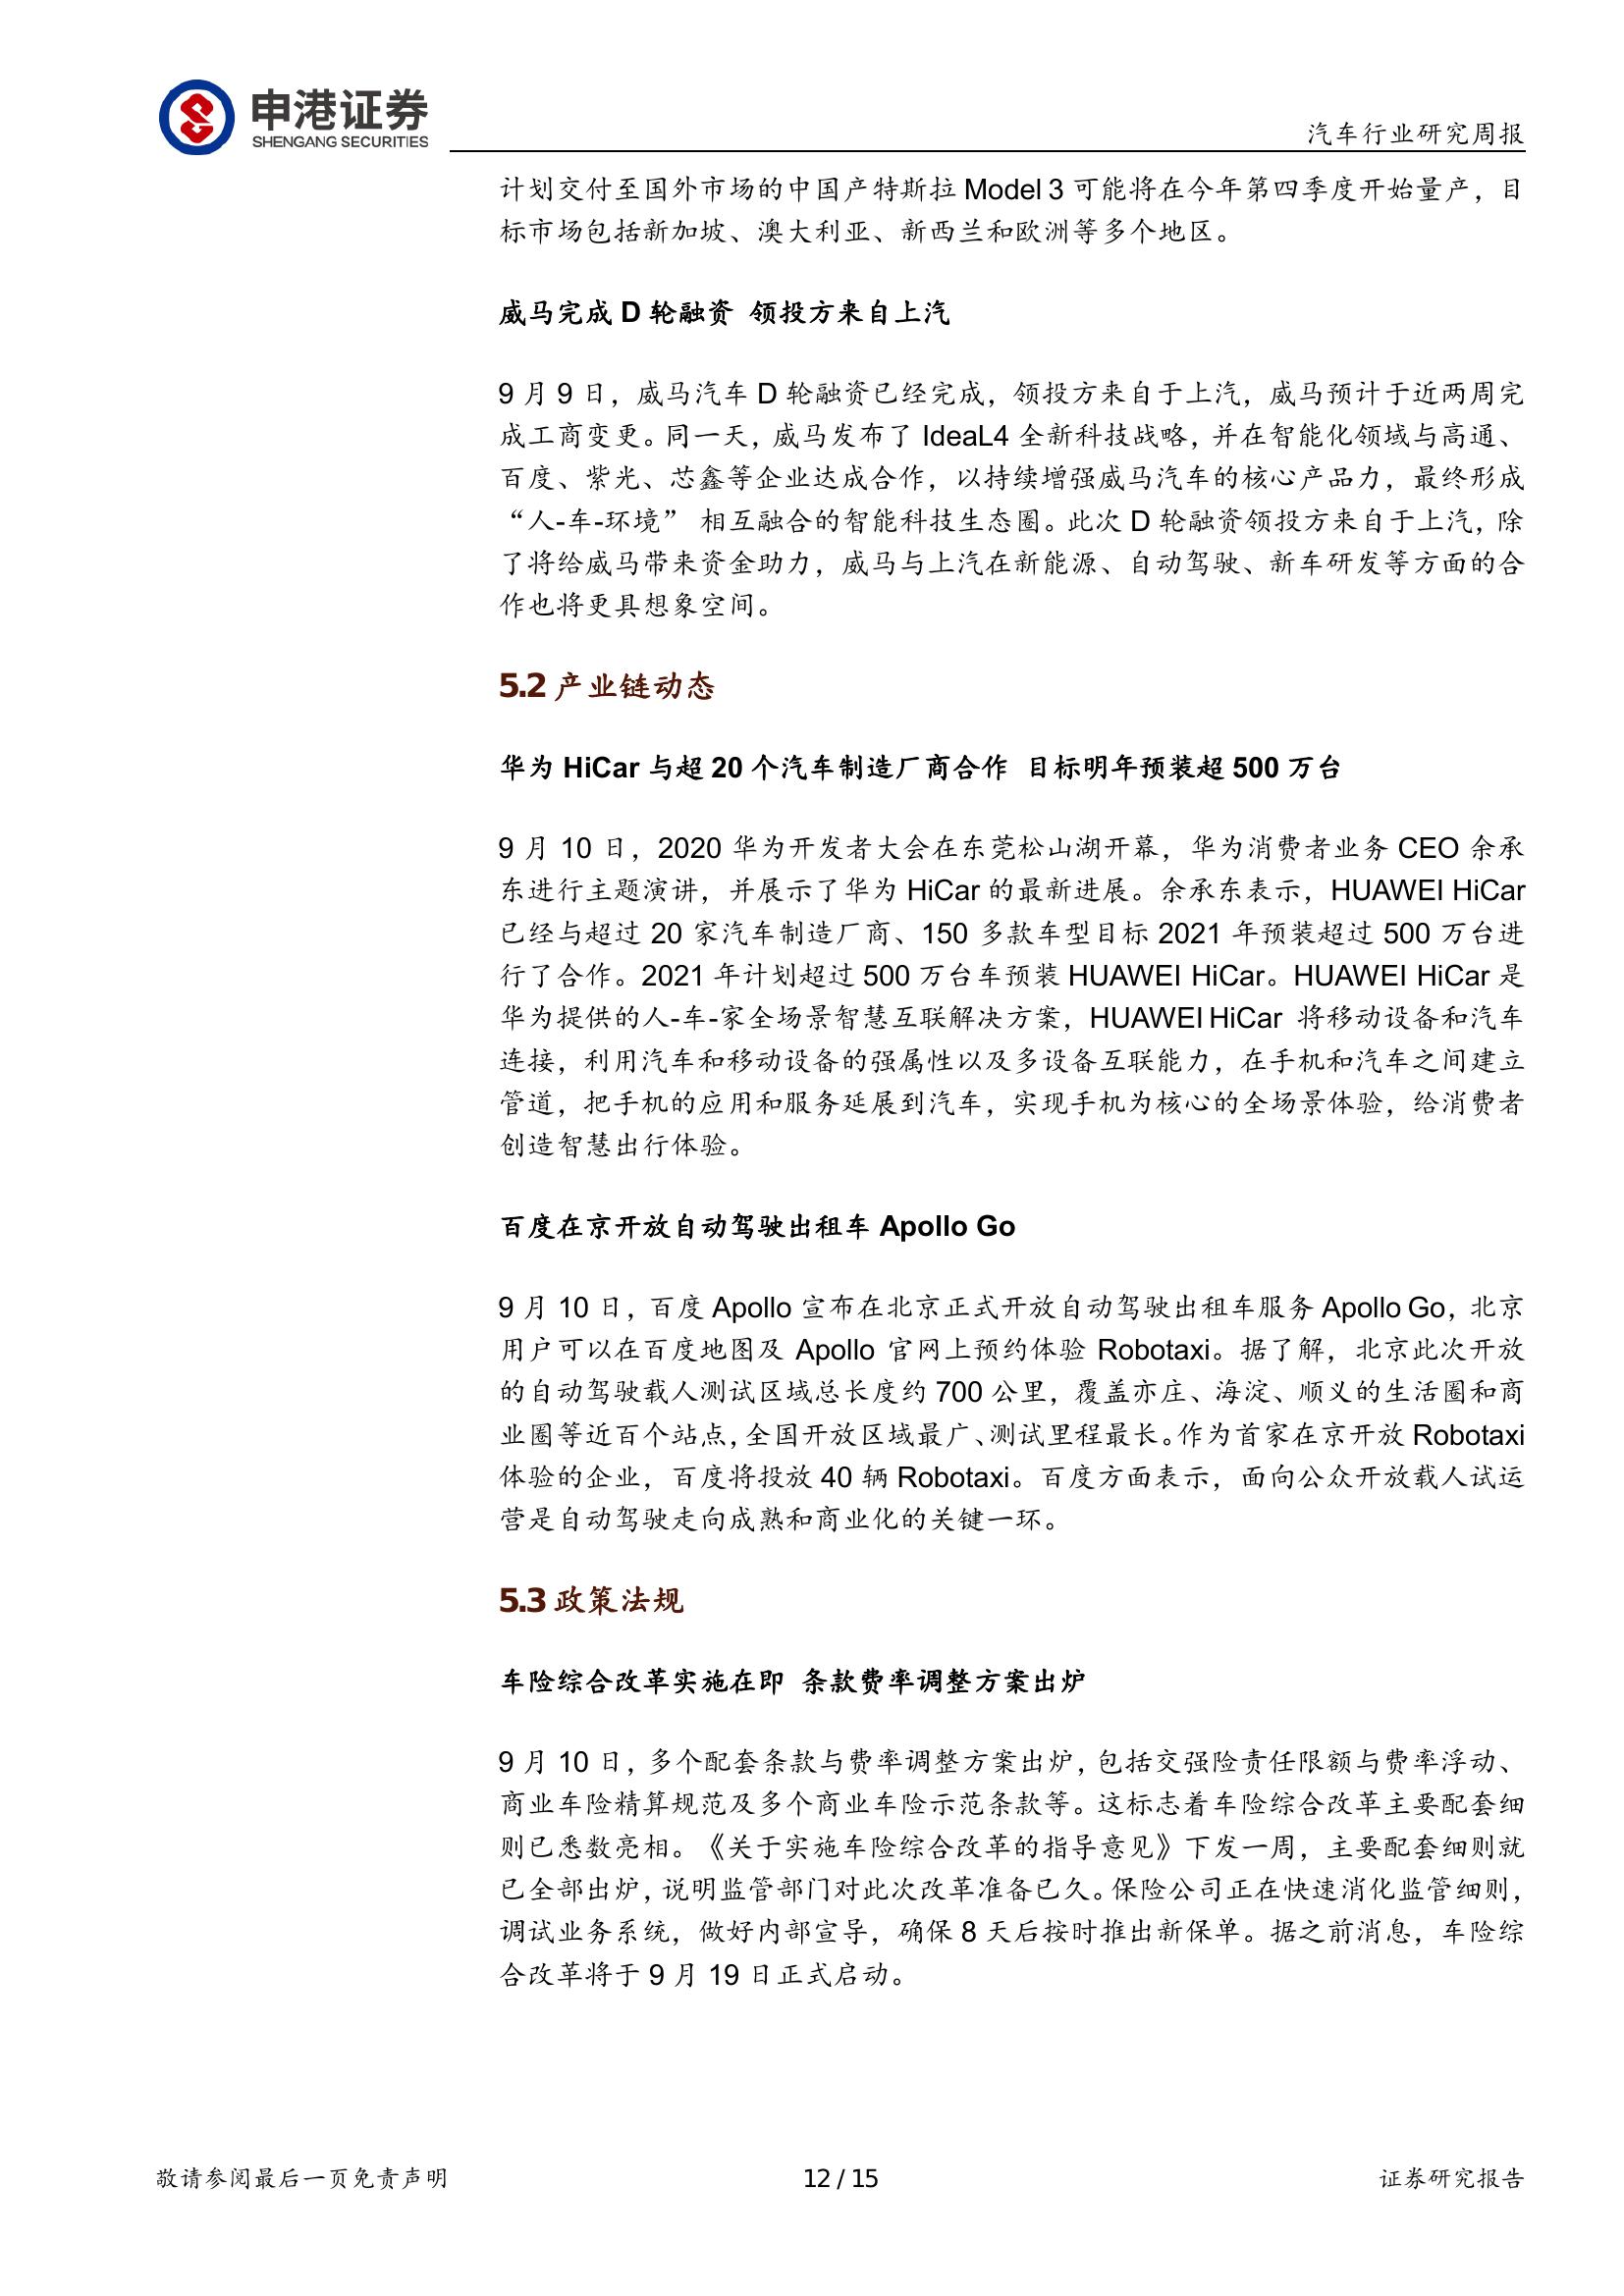 申港证券
SHENGANG SECURITIES
汽车行业研究周报
计划交付至国外市场的中国产特斯拉 Model 3 可能将在今年第四季度开始量产，目
标市场包括新加坡、澳大利亚、新西兰和欧洲等多个地区。
威马完成 D 轮融资 领投方来自上汽
9 月 9 日，威马汽车 D 轮融资已经完成，领投方来自于上汽，威马预计于近两周完
成工商变更。同一天，威马发布了 IdeaL4 全新科技战略，并在智能化领域与高通、
百度、紫光、芯鑫等企业达成合作，以持续增强威马汽车的核心产品力，最终形成
“人-车-环境” 相互融合的智能科技生态圈。此次 D 轮融资领投方来自于上汽，除
了将给威马带来资金助力，威马与上汽在新能源、自动驾驶、新车研发等方面的合
作也将更具想象空间。
5.2 产业链动态
华为 HiCar 与超 20 个汽车制造厂商合作 目标明年预装超 500 万台
9 月 10 日，2020 华为开发者大会在东莞松山湖开幕，华为消费者业务 CEO 余承
东进行主题演讲，并展示了华为 HiCar 的最新进展。余承东表示，HUAWEI HiCar
已经与超过 20 家汽车制造厂商、150 多款车型目标 2021 年预装超过 500 万台进
行了合作。2021 年计划超过 500 万台车预装 HUAWEI HiCar。HUAWEI HiCar 是
华为提供的人-车-家全场景智慧互联解决方案，HUAWEI HiCar 将移动设备和汽车
连接，利用汽车和移动设备的强属性以及多设备互联能力，在手机和汽车之间建立
管道，把手机的应用和服务延展到汽车，实现手机为核心的全场景体验，给消费者
创造智慧出行体验。
百度在京开放自动驾驶出租车 Apollo Go
9 月 10 日，百度 Apollo 宣布在北京正式开放自动驾驶出租车服务 Apollo Go，北京
用户可以在百度地图及 Apollo 官网上预约体验 Robotaxi。据了解，北京此次开放
的自动驾驶载人测试区域总长度约 700 公里，覆盖亦庄、海淀、顺义的生活圈和商
业圈等近百个站点，全国开放区域最广、测试里程最长。作为首家在京开放 Robotaxi
体验的企业，百度将投放 40 辆 Robotaxi。百度方面表示，面向公众开放载人试运
营是自动驾驶走向成熟和商业化的关键一环。
5.3 政策法规
车险综合改革实施在即 条款费率调整方案出炉
9 月 10 日，多个配套条款与费率调整方案出炉，包括交强险责任限额与费率浮动、
商业车险精算规范及多个商业车险示范条款等。这标志着车险综合改革主要配套细
则已悉数亮相。《关于实施车险综合改革的指导意见》下发一周，主要配套细则就
已全部出炉，说明监管部门对此次改革准备已久。保险公司正在快速消化监管细则，
调试业务系统，做好内部宣导，确保 8 天后按时推出新保单。据之前消息，车险综
合改革将于 9 月 19 日正式启动。
敬请参阅最后一页免责声明
12 / 15
证券研究报告